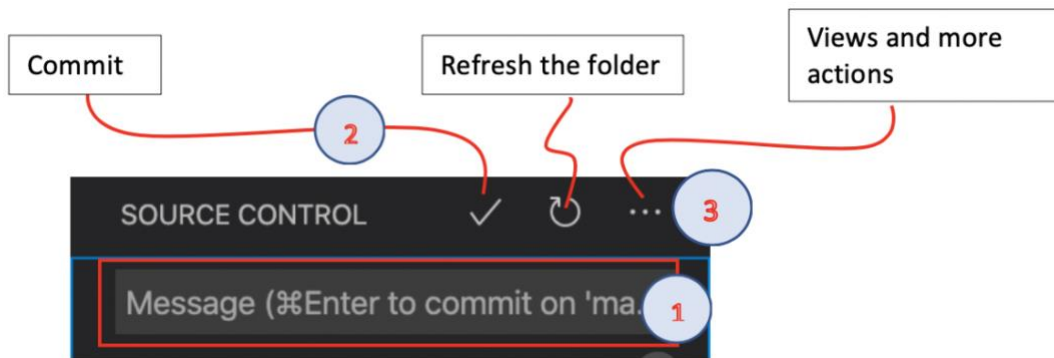 Commit
Refresh the folder
Views and more
actions
2
SOURCE CONTROL
...
3
Message (⌘Enter to commit on 'ma.
1